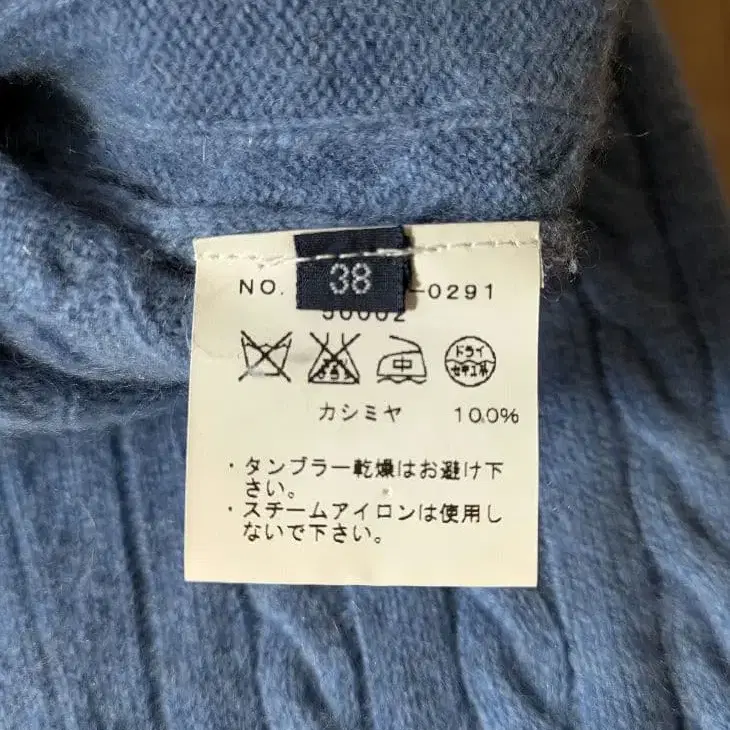 38
NO. -0291
中
ドライ
セキユ系
カシミヤ 100%
・タンブラー乾燥はお避け下
さい。
・スチームアイロンは使用し
ないで下さい。